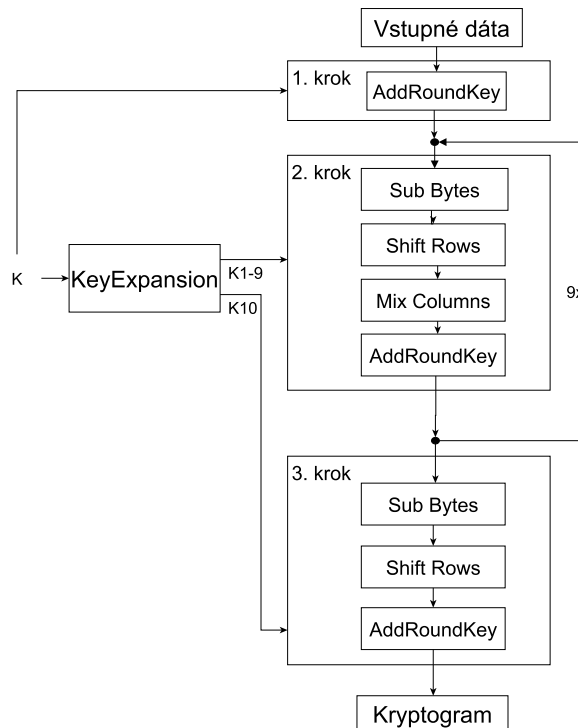 Vstupné dáta
1. krok
AddRoundKey
2. krok
Sub Bytes
Shift Rows
Mix Columns
AddRoundKey
K
KeyExpansion
K1-9
K10
9x
3. krok
Sub Bytes
Shift Rows
AddRoundKey
Kryptogram